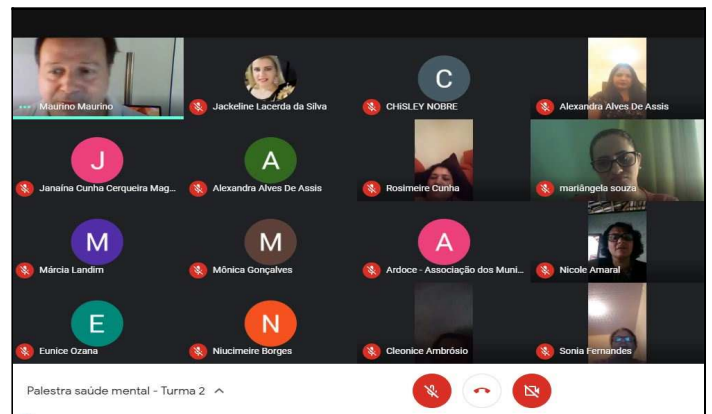 Maurino Maurino
Jackeline Lacerda da Silva
C
CHiSLEY NOBRE
Alexandra Alves De Assis
J
Janaína Cunha Cerqueira Mag...
A
Alexandra Alves De Assis
Rosimeire Cunha
mariângela souza
M
Márcia Landim
M
Mônica Gonçalves
A
Ardoce - Associação dos Muni...
Nicole Amaral
E
Eunice Ozana
N
Niucimeire Borges
Cleonice Ambrósio
Sonia Fernandes
Palestra saúde mental - Turma 2